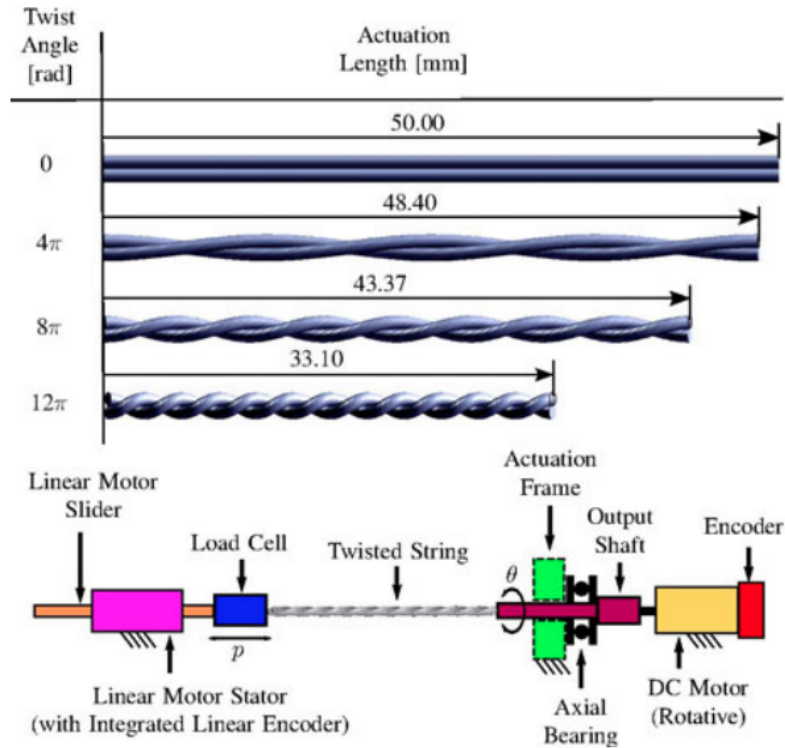 Twist
Angle
[rad]
Actuation
Length [mm]
50.00
0
48.40
4π
43.37
8π
33.10
12π
Linear Motor
Slider
Load Cell
Twisted String
Actuation
Frame
Output
Shaft
Encoder
θ
p
Linear Motor Stator
(with Integrated Linear Encoder)
Axial
Bearing
DC Motor
(Rotative)